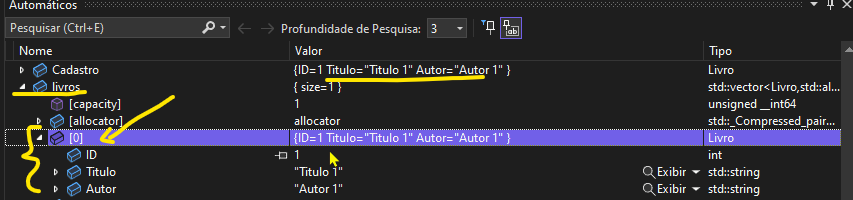 Automáticos
Pesquisar (Ctrl+E) Profundidade de Pesquisa: 3
Nome Valor Tipo
Cadastro {ID=1 Titulo="Titulo 1" Autor="Autor 1" } Livro
livros { size=1 } std::vector<Livro,std::al...
[capacity] 1 unsigned __int64
[allocator] allocator std::_Compressed_pair...
[0] {ID=1 Titulo="Titulo 1" Autor="Autor 1" } Livro
ID 1 int
Titulo "Titulo 1" Exibir std::string
Autor "Autor 1" Exibir std::string